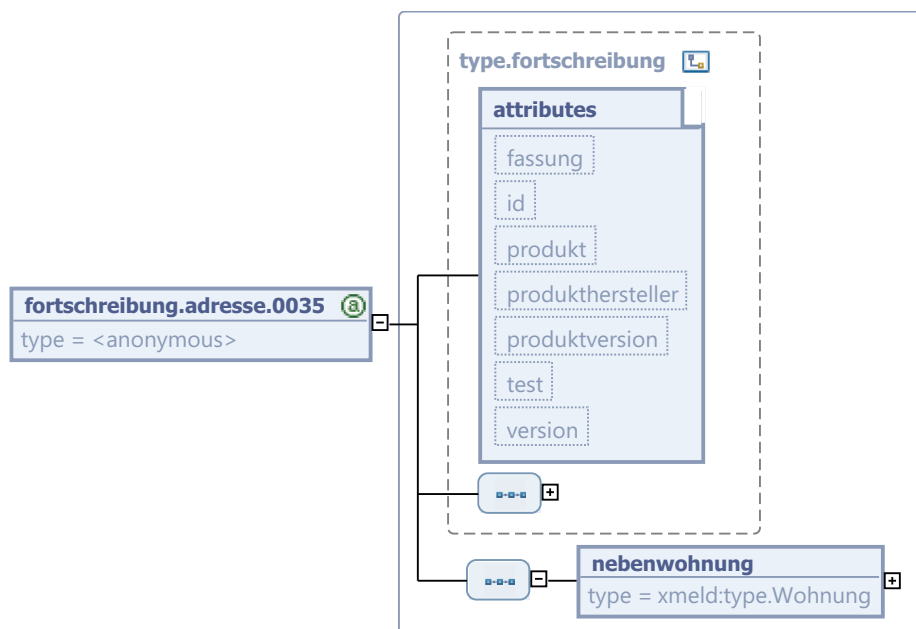 type.fortschreibung
attributes
fassung
id
produkt
produkthersteller
produktversion
test
version
fortschreibung.adresse.0035 a
type = <anonymous>
nebenwohnung
type = xmeld:type.Wohnung